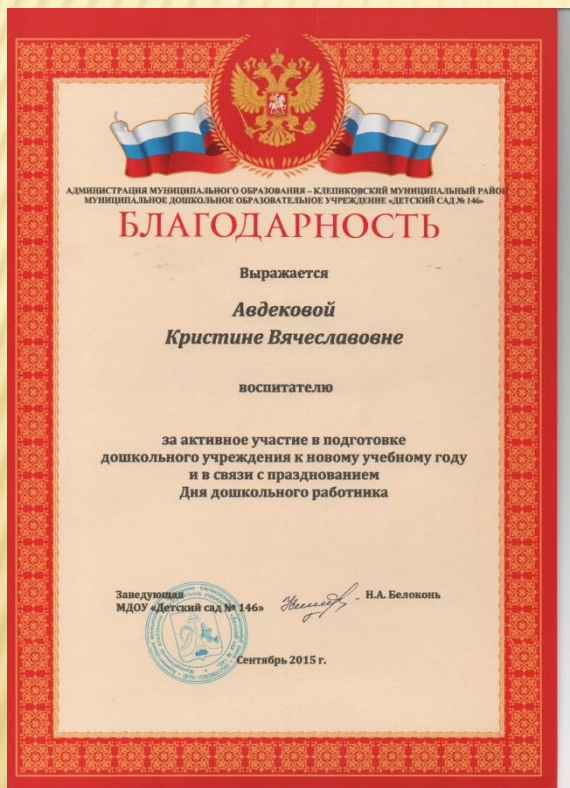 АДМИНИСТРАЦИЯ МУНИЦИПАЛЬНОГО ОБРАЗОВАНИЯ – КЛЕПИКОВСКИЙ МУНИЦИПАЛЬНЫЙ РАЙОН
МУНИЦИПАЛЬНОЕ ДОШКОЛЬНОЕ ОБРАЗОВАТЕЛЬНОЕ УЧРЕЖДЕНИЕ «ДЕТСКИЙ САД № 146»
БЛАГОДАРНОСТЬ
Выражается
Авдековой
Кристине Вячеславовне
воспитателю
за активное участие в подготовке
дошкольного учреждения к новому учебному году
и в связи с празднованием
Дня дошкольного работника
Заведующая
МДОУ «Детский сад № 146» Н.А. Белоконь
Сентябрь 2015 г.